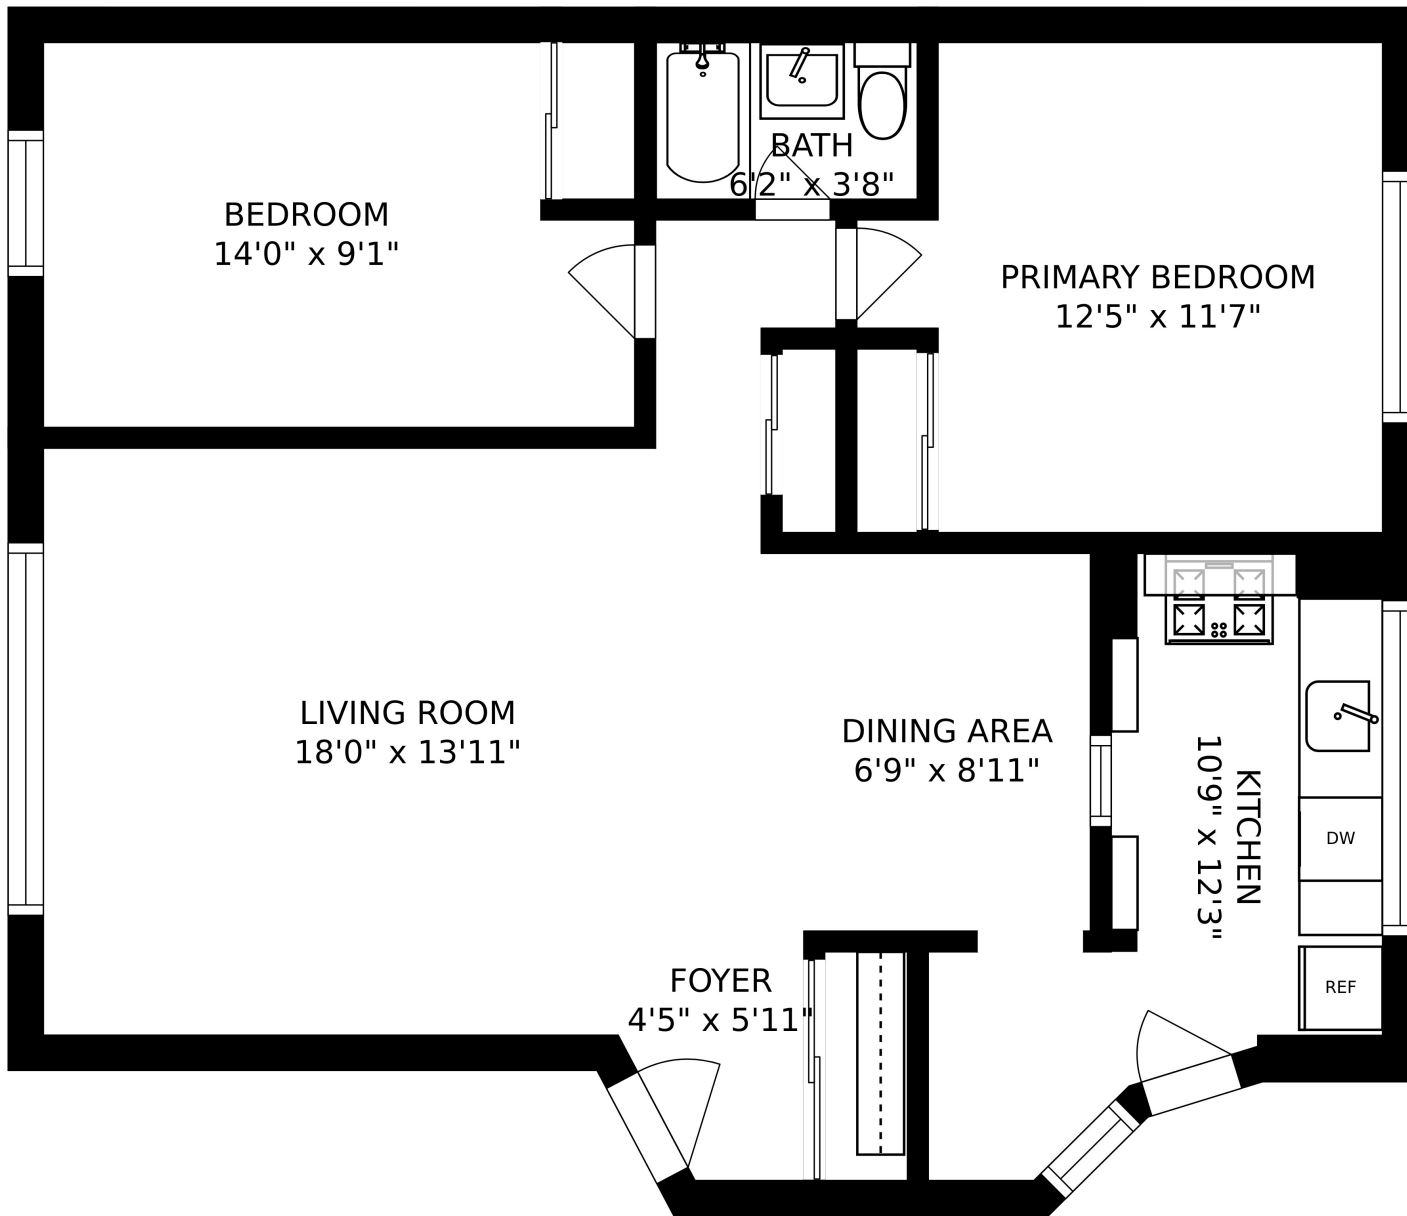 BATH
6'2" x 3'8"
BEDROOM
14'0" x 9'1"
PRIMARY BEDROOM
12'5" x 11'7"
LIVING ROOM
18'0" x 13'11"
DINING AREA
6'9" x 8'11"
KITCHEN
10'9" x 12'3"
DW
REF
FOYER
4'5" x 5'11"